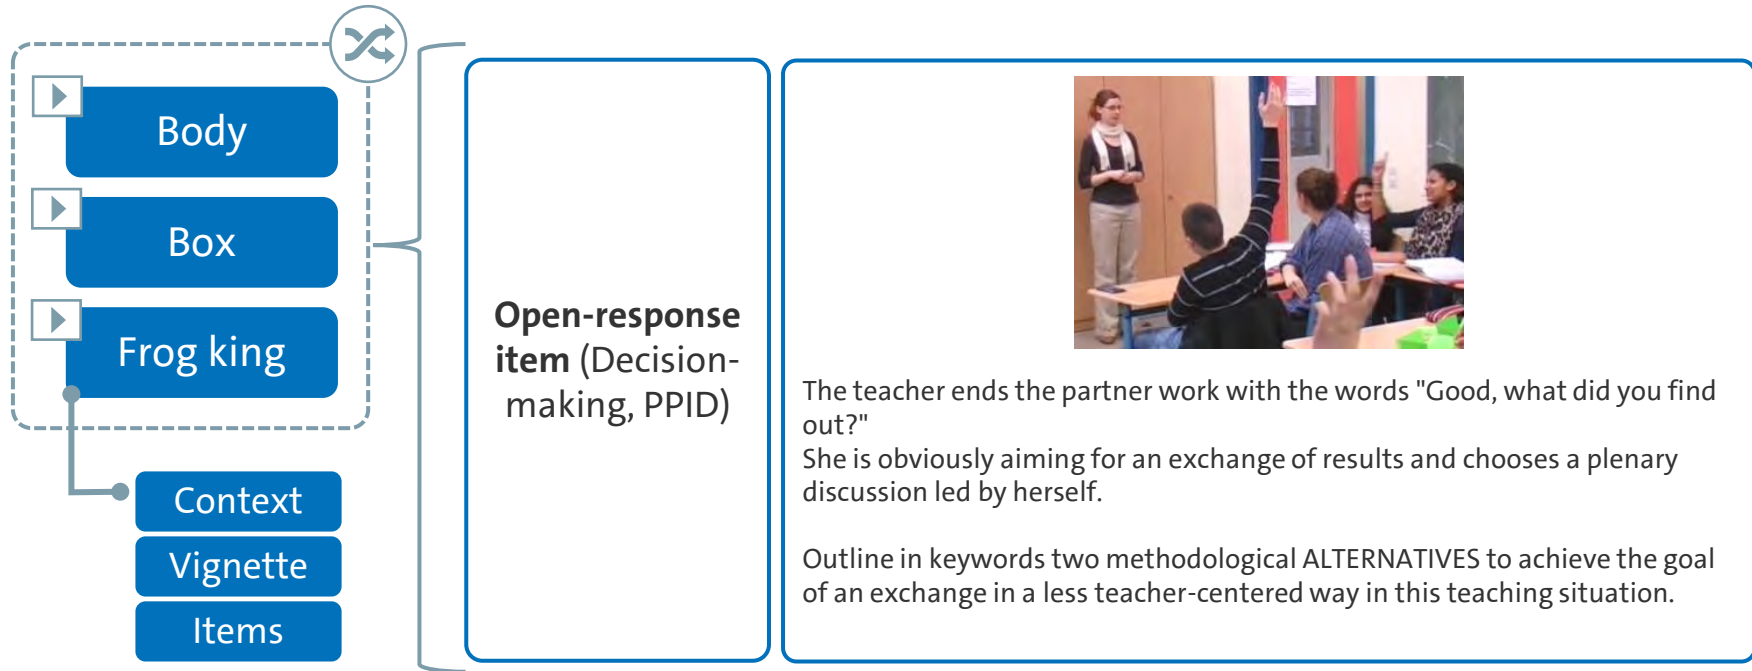 Body
Box
Frog king
Context
Vignette
Items
Open-response
item (Decision-
making, PPID)
The teacher ends the partner work with the words "Good, what did you find
out?"
She is obviously aiming for an exchange of results and chooses a plenary
discussion led by herself.
Outline in keywords two methodological ALTERNATIVES to achieve the goal
of an exchange in a less teacher-centered way in this teaching situation.